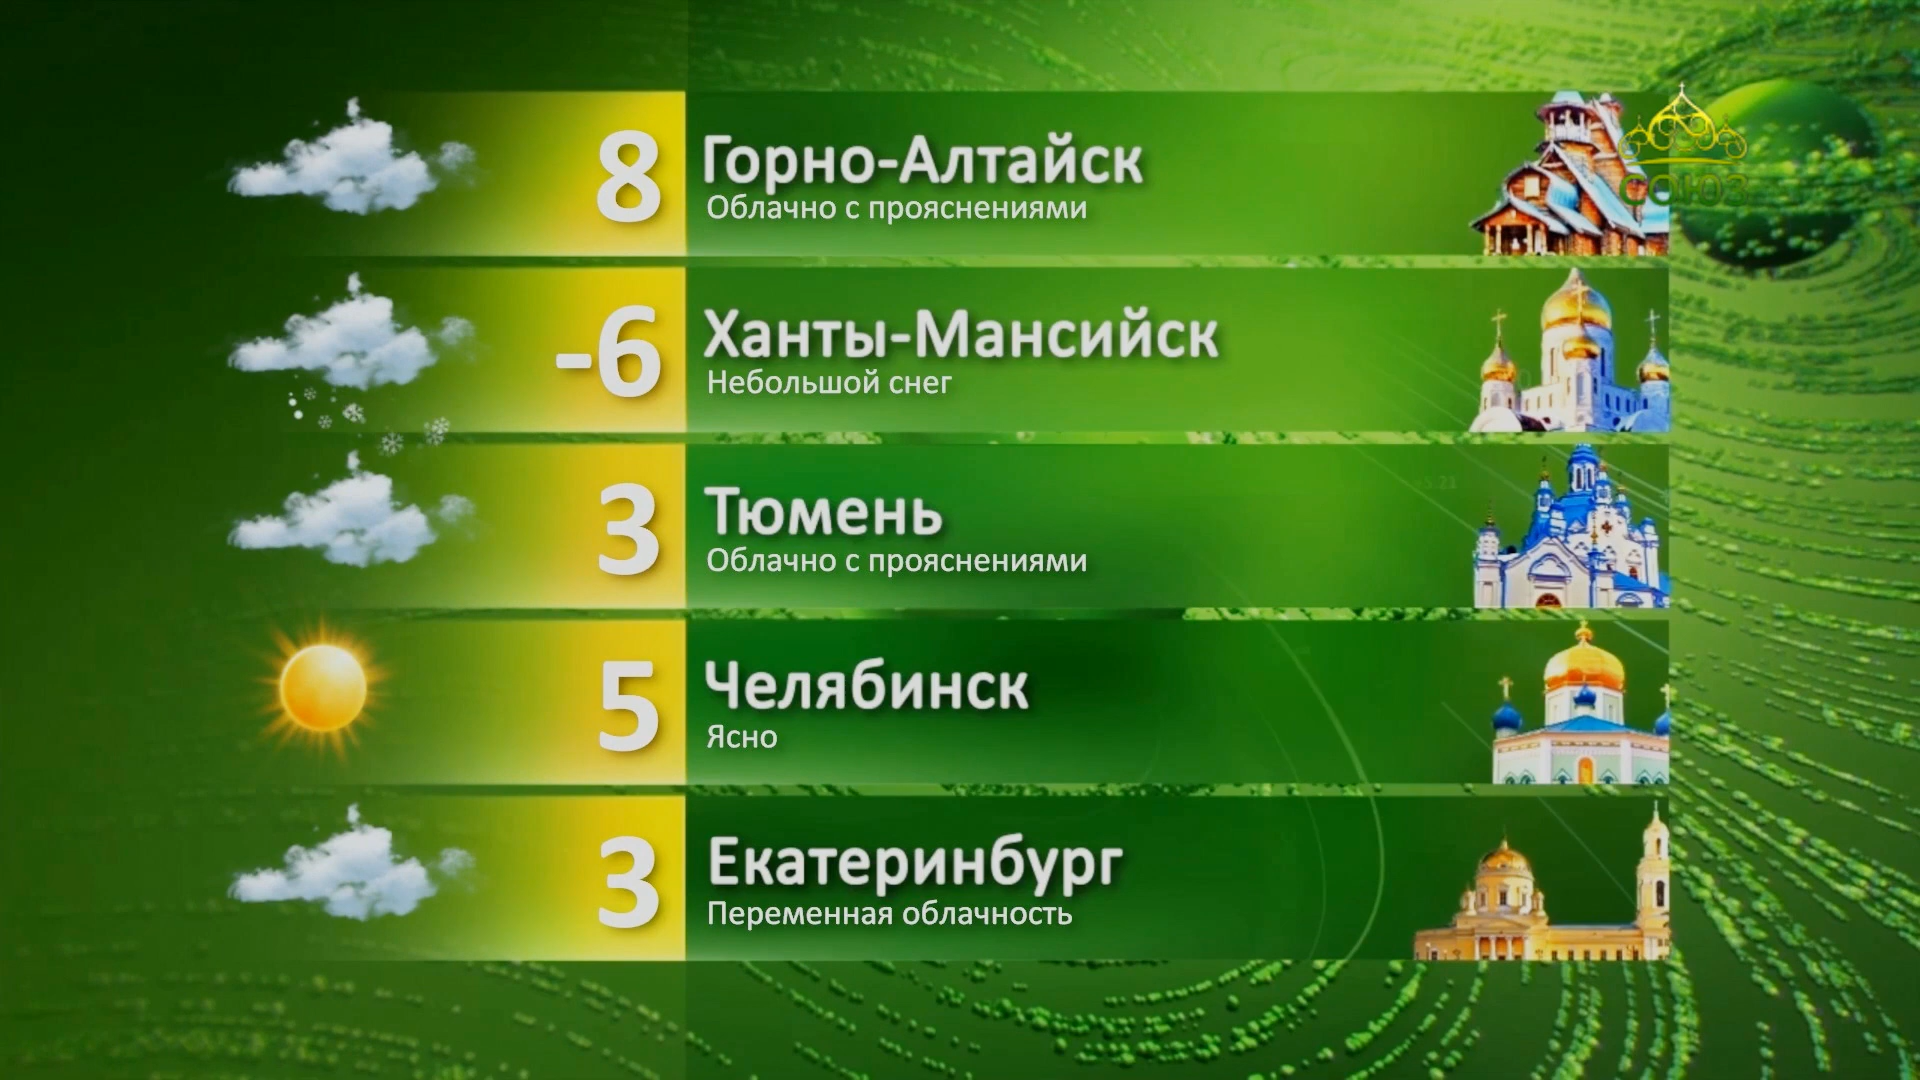 8 Горно-Алтайск
Облачно с прояснениями
СОЮЗ
-6 Ханты-Мансийск
Небольшой снег
3 Тюмень
Облачно с прояснениями
5 Челябинск
Ясно
3 Екатеринбург
Переменная облачность